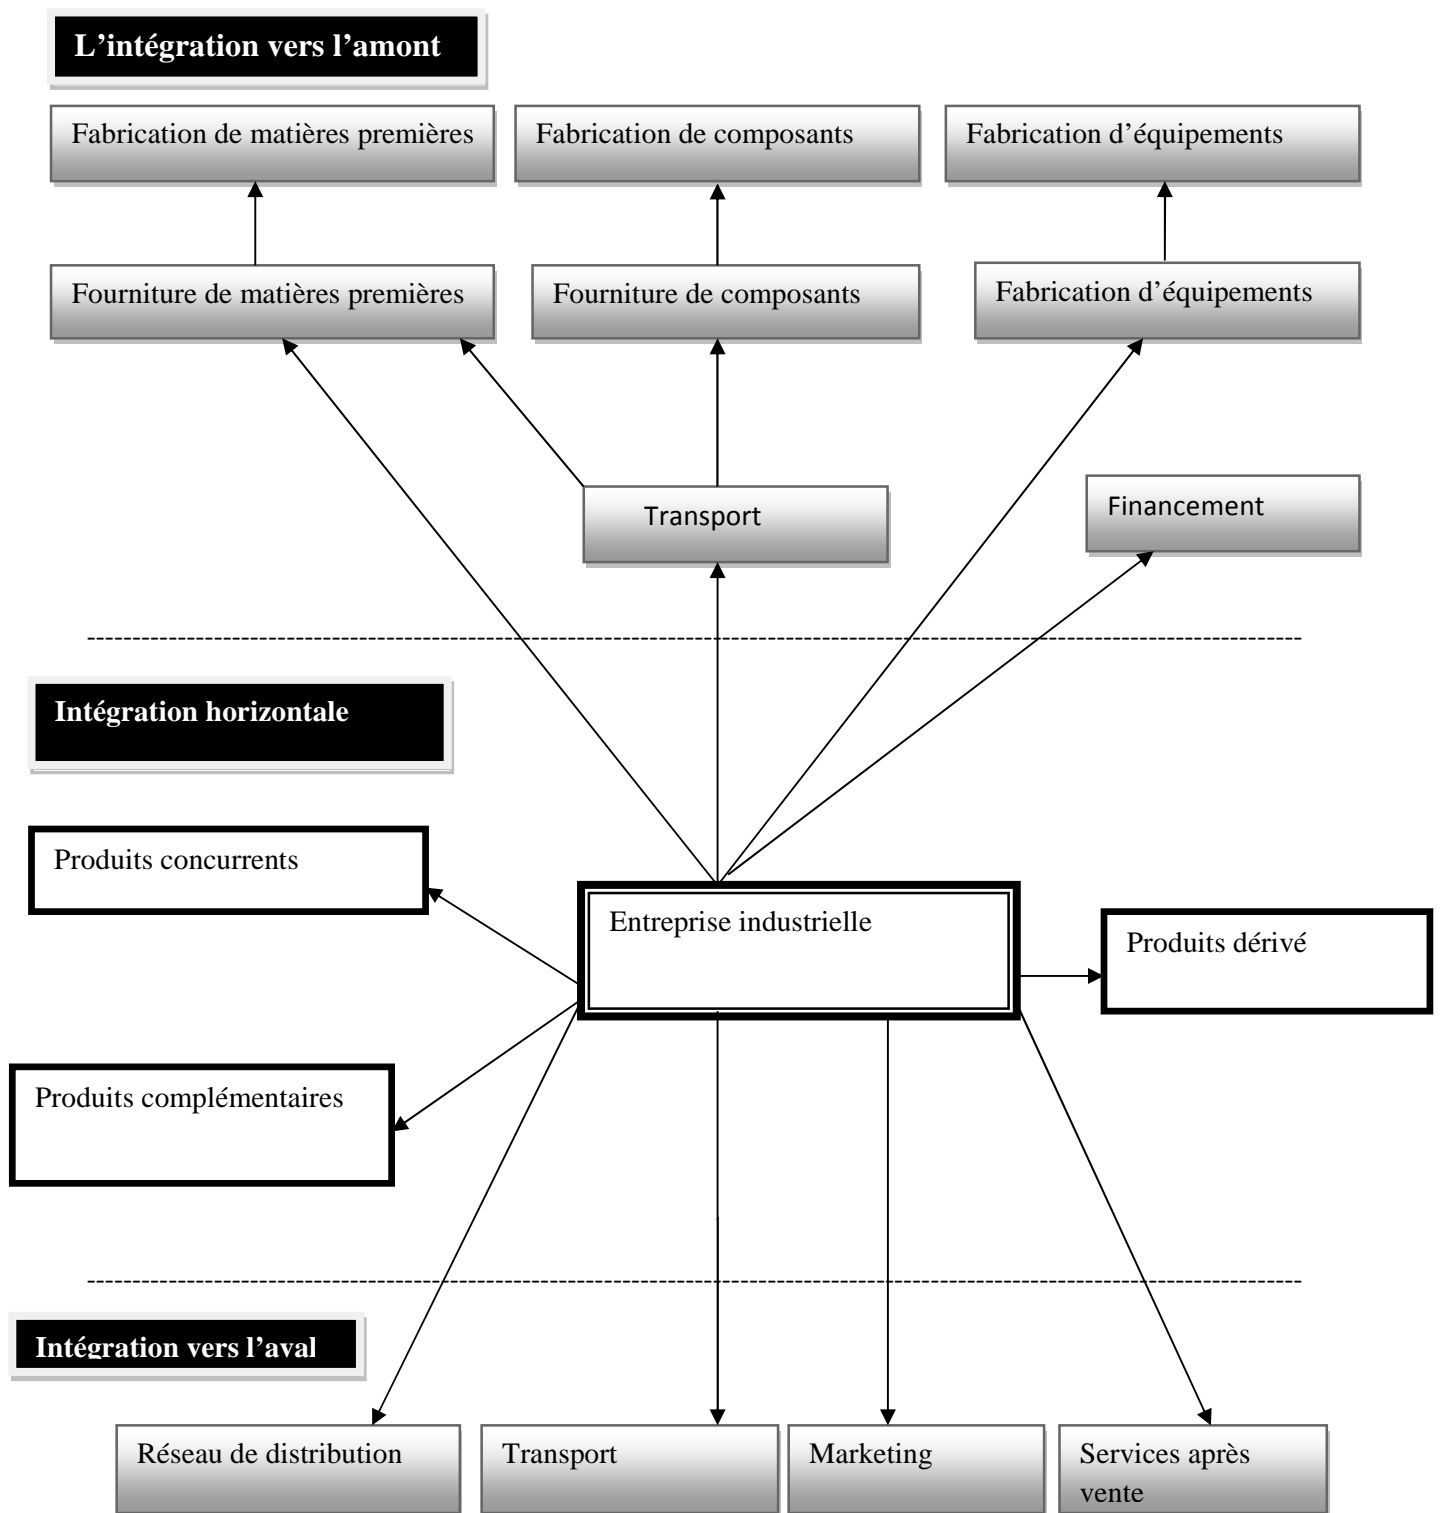 L’intégration vers l’amont
Fabrication de matières premières
Fabrication de composants
Fabrication d’équipements
Fourniture de matières premières
Fourniture de composants
Fabrication d’équipements
Transport
Financement
Intégration horizontale
Produits concurrents
Entreprise industrielle
Produits dérivé
Produits complémentaires
Intégration vers l’aval
Réseau de distribution
Transport
Marketing
Services après
vente